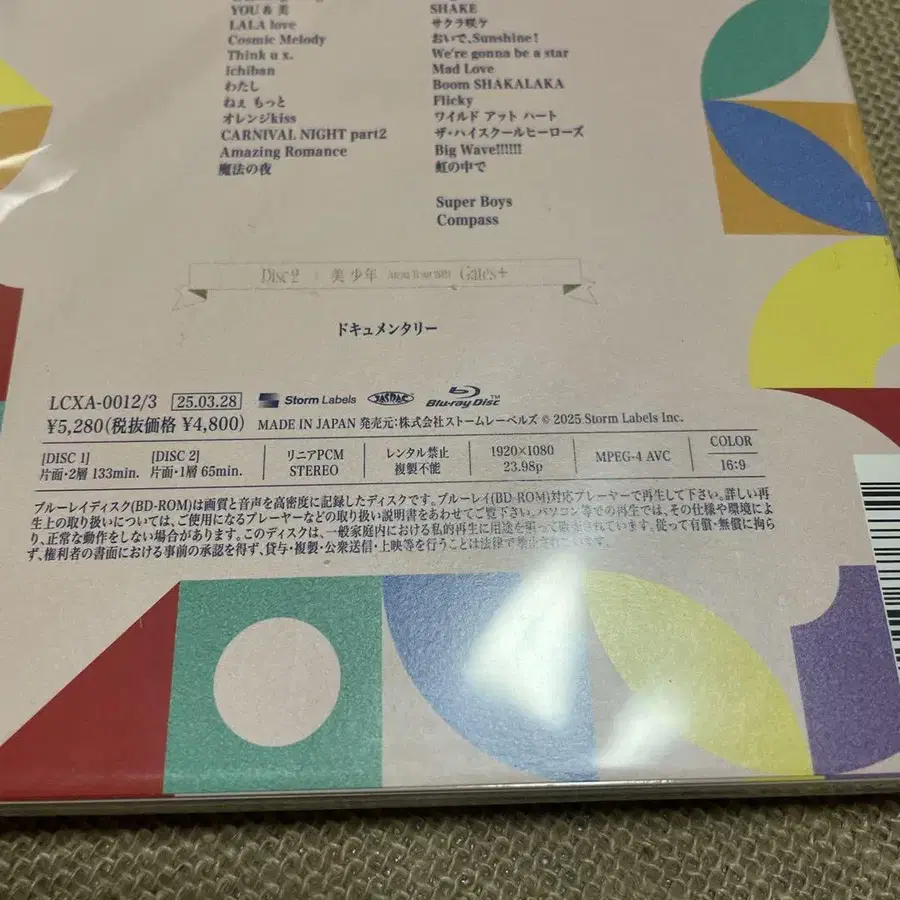 YOU & 美
LALA love
Cosmic Melody
Think u x.
Ichiban
わたし
ねぇ もっと
オレンジkiss
CARNIVAL NIGHT part2
Amazing Romance
魔法の夜
SHAKE
サクラ咲ケ
おいで、Sunshine!
We're gonna be a star
Mad Love
Boom SHAKALAKA
Flicky
ワイルド アット ハート
ザ・ハイスクールヒーローズ
Big Wave!!!!!!
虹の中で
Super Boys
Compass
Disc2 美 少年 Gates+
ドキュメンタリー
LCXA-0012/3 25.03.28 Storm Labels JASRAC Blu-ray Disc TM
¥5,280(税抜価格 ¥4,800) MADE IN JAPAN 発売元:株式会社ストームレーベルズ © 2025 Storm Labels Inc.
[DISC 1] [DISC 2] リニアPCM レンタル禁止 1920×1080 MPEG-4 AVC COLOR
片面・2層 133min. 片面・1層 65min. STEREO 複製不能 23.98p 16:9
ブルーレイディスク(BD-ROM)は画質と音声を高密度に記録したディスクです。ブルーレイ(BD-ROM)対応プレーヤーで再生して下さい。詳しい再
生上の取り扱いについては、ご使用になるプレーヤーなどの取り扱い説明書をあわせてご覧下さい。パソコン等での再生では、その仕様や環境によ
り、正常な動作をしない場合があります。このディスクは、一般家庭内における私的再生に用途を限って販売されています。従って有償・無償に拘ら
ず、権利者の書面における事前の承認を得ず、貸与・複製・公衆送信・上映等を行うことは法律で禁止されています。